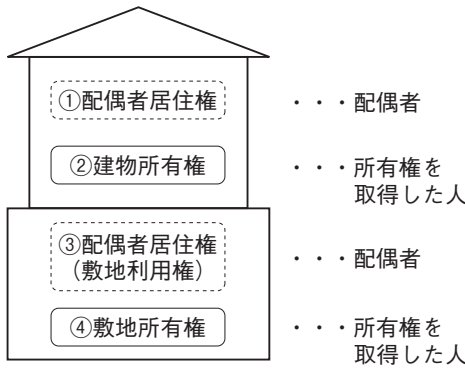 ①配偶者居住権 ・・・配偶者
②建物所有権 ・・・所有権を
取得した人
③配偶者居住権
（敷地利用権） ・・・配偶者
④敷地所有権 ・・・所有権を
取得した人